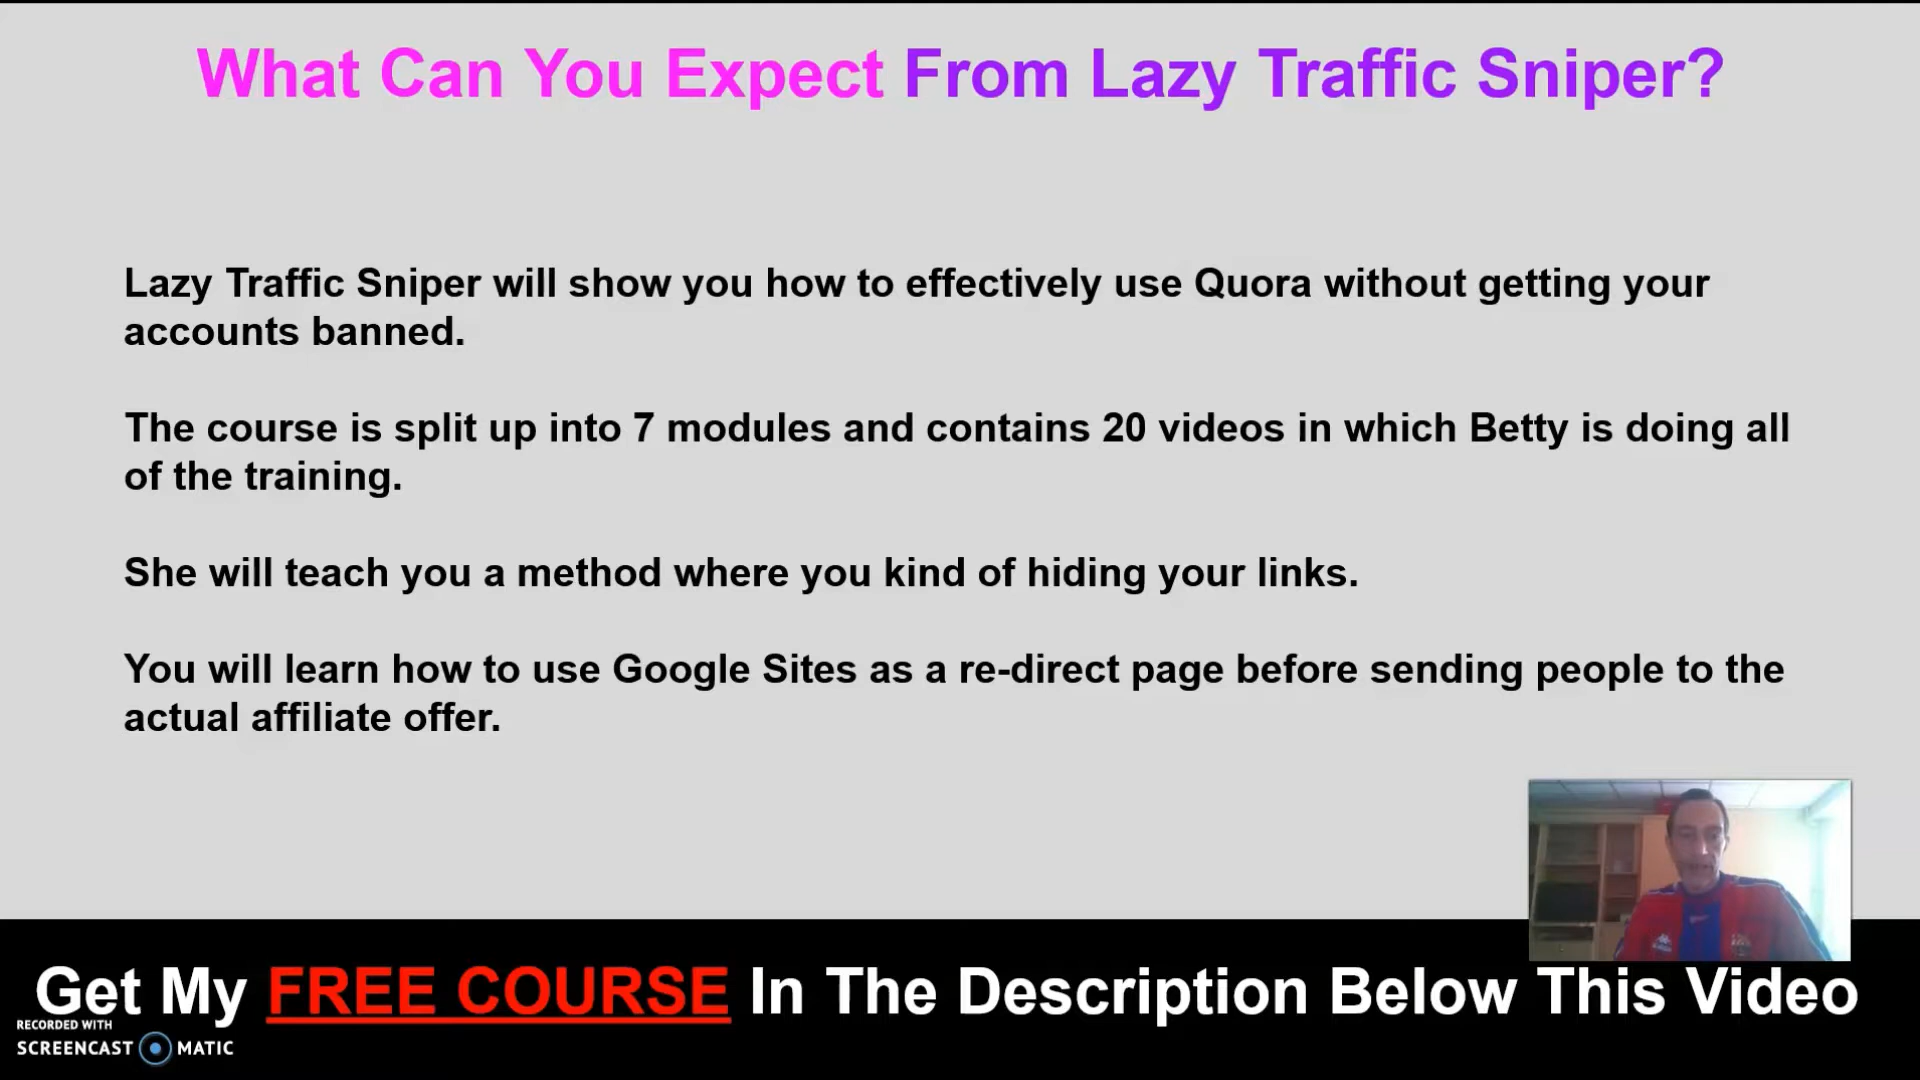 What Can You Expect From Lazy Traffic Sniper?
Lazy Traffic Sniper will show you how to effectively use Quora without getting your
accounts banned.
The course is split up into 7 modules and contains 20 videos in which Betty is doing all
of the training.
She will teach you a method where you kind of hiding your links.
You will learn how to use Google Sites as a re-direct page before sending people to the
actual affiliate offer.
Get My FREE COURSE In The Description Below This Video
RECORDED WITH
SCREENCAST MATIC